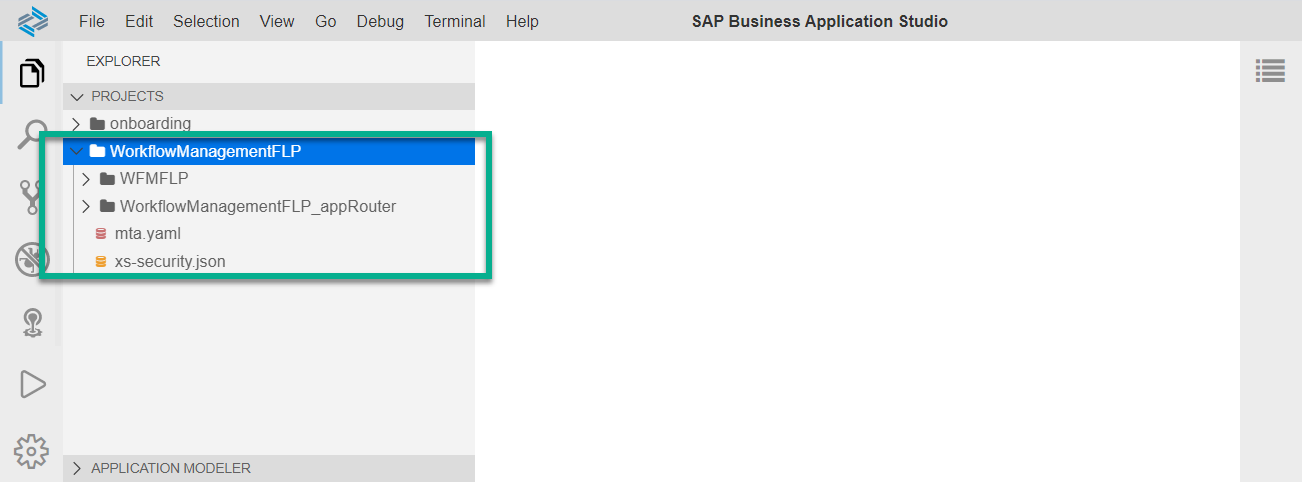 File Edit Selection View Go Debug Terminal Help SAP Business Application Studio
EXPLORER
PROJECTS
onboarding
WorkflowManagementFLP
WFMFLP
WorkflowManagementFLP_appRouter
mta.yaml
xs-security.json
APPLICATION MODELER